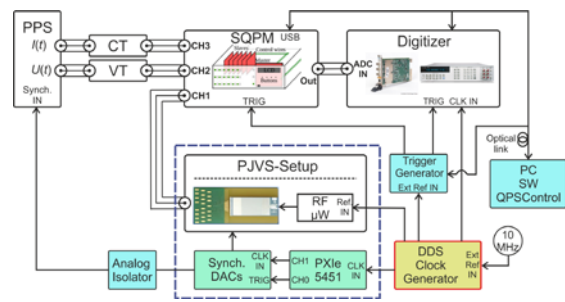 PPS
I(t)
U(t)
Synch.
IN
CT
VT
SQPM
USB
CH3
CH2
CH1
Out
TRIG
Digitizer
ADC
IN
TRIG CLK IN
Optical
link
PC
SW
QPSControl
Trigger
Generator
Ext Ref IN
PJVS-Setup
RF
μW
Ref
IN
10
MHz
Analog
Isolator
Synch.
DACs
CLK
IN
TRIG
CH1
CH0
PXIe
5451
CLK
IN
DDS
Clock
Generator
Ext
Ref
IN